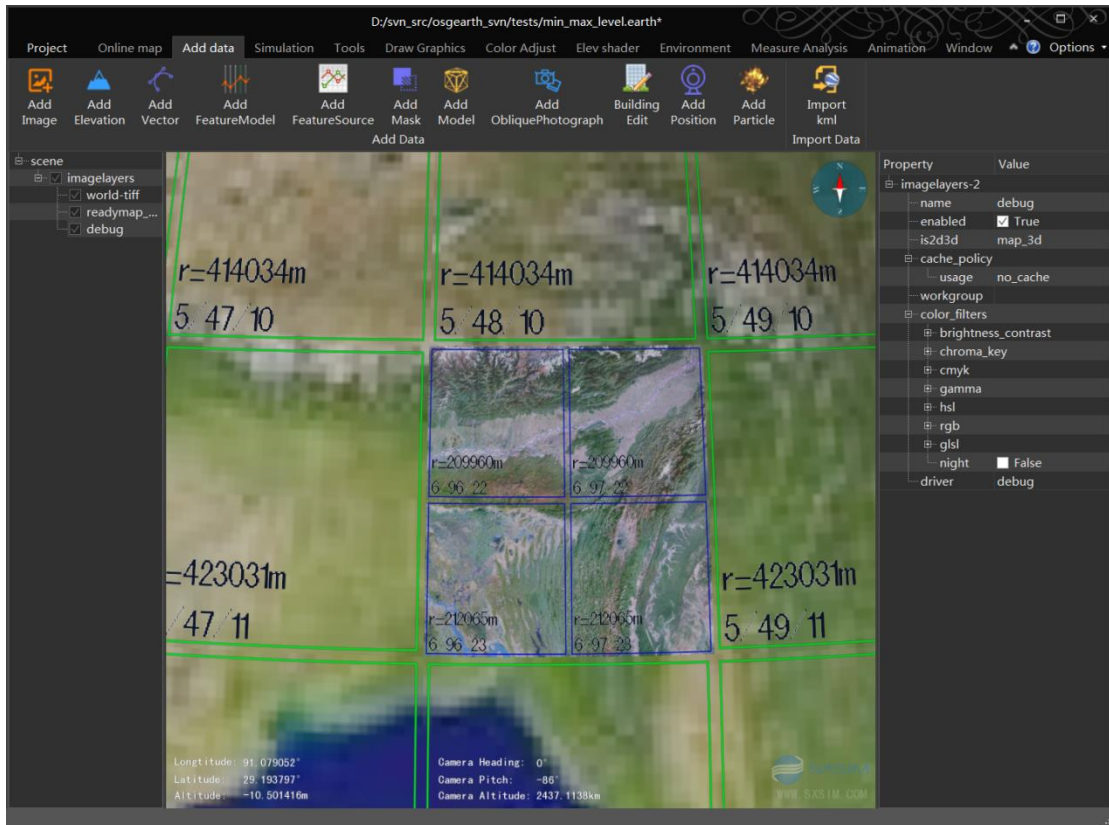 D:/svn_src/osgearth_svn/tests/min_max_level.earth*
Project Online map Add data Simulation Tools Draw Graphics Color Adjust Elev shader Environment Measure Analysis Animation Window Options
Add Image
Add Elevation
Add Vector
Add FeatureModel
Add FeatureSource
Add Mask
Add Model
Add ObliquePhotograph
Building Edit
Add Position
Add Particle
Import kml
Add Data
Import Data
scene
imagelayers
world-tiff
readymap_...
debug
r=414034m
5/47/10
r=414034m
5/48/10
r=414034m
5/49/10
r=209960m
6/96/22
r=209960m
6/97/22
=423031m
/47/11
r=212065m
6/96/23
r=212065m
6/97/23
r=423031m
5/49/11
Longtitude: 91.079052°
Latitude: 29.193797°
Altitude: -10.501416m
Camera Heading: 0°
Camera Pitch: -86°
Camera Altitude: 2437.1138km
WWW.SXSIM.COM
Property Value
imagelayers-2
name debug
enabled True
is2d3d map_3d
cache_policy
usage no_cache
workgroup
color_filters
brightness_contrast
chroma_key
cmyk
gamma
hsl
rgb
glsl
night False
driver debug